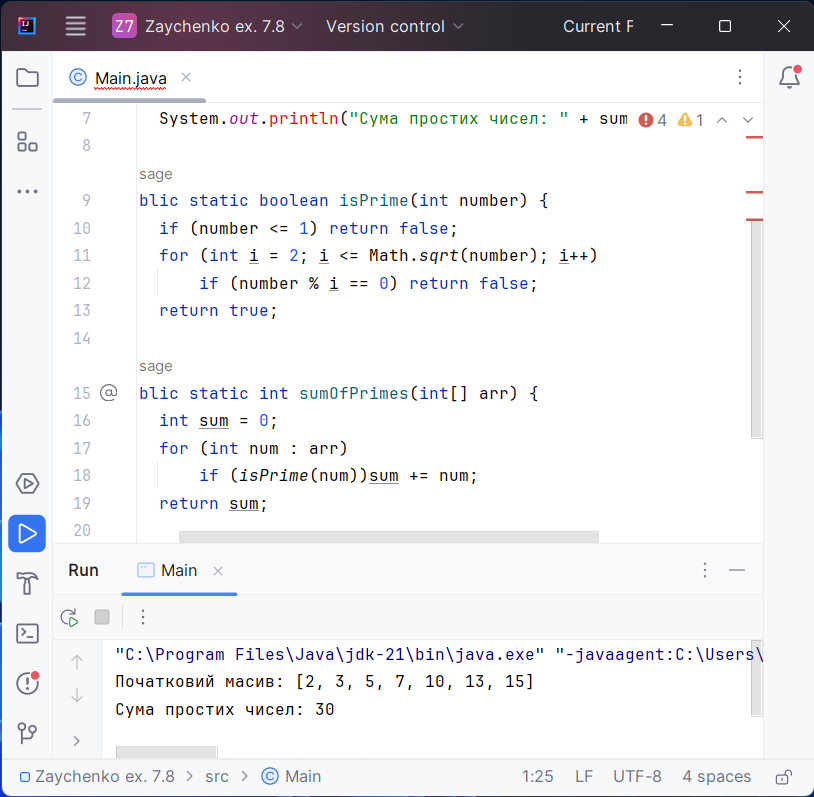 Z7 Zaychenko ex. 7.8 Version control Current F
Main.java
7 System.out.println("Сума простих чисел: " + sum 4 1
8
sage
9 blic static boolean isPrime(int number) {
10 if (number <= 1) return false;
11 for (int i = 2; i <= Math.sqrt(number); i++)
12 if (number % i == 0) return false;
13 return true;
14
sage
15 @ blic static int sumOfPrimes(int[] arr) {
16 int sum = 0;
17 for (int num : arr)
18 if (isPrime(num))sum += num;
19 return sum;
20
Run Main
"C:\Program Files\Java\jdk-21\bin\java.exe" "-javaagent:C:\Users\
Початковий масив: [2, 3, 5, 7, 10, 13, 15]
Сума простих чисел: 30
Zaychenko ex. 7.8 > src > Main 1:25 LF UTF-8 4 spaces